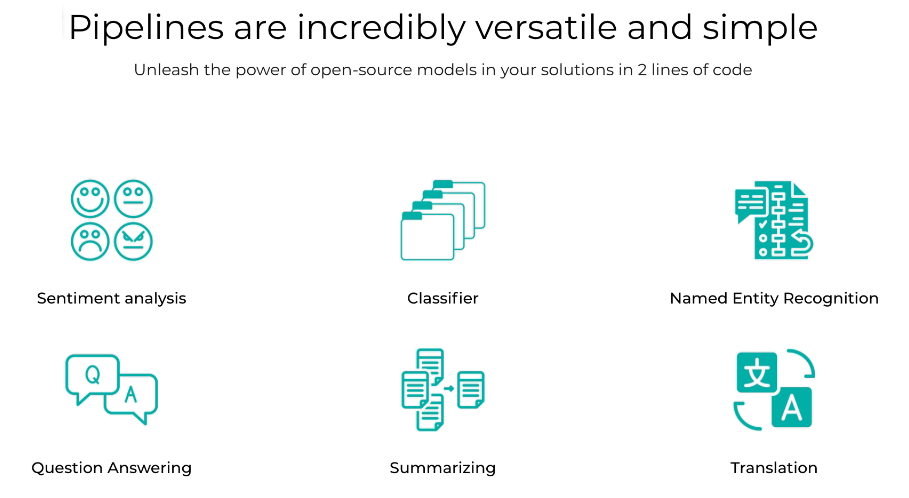 Pipelines are incredibly versatile and simple
Unleash the power of open-source models in your solutions in 2 lines of code
Sentiment analysis
Classifier
Named Entity Recognition
Q
A
文
A
Question Answering
Summarizing
Translation